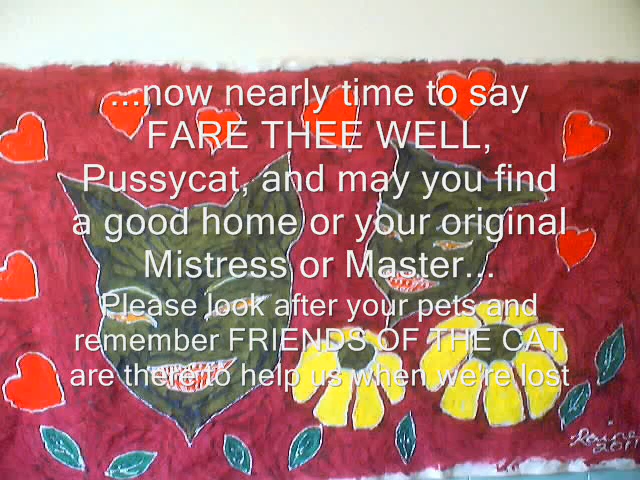 ...now nearly time to say
FARE THEE WELL,
Pussycat, and may you find
a good home or your original
Mistress or Master...
Please look after your pets and
remember FRIENDS OF THE CAT
are there to help us when we're lost
Raine
2011